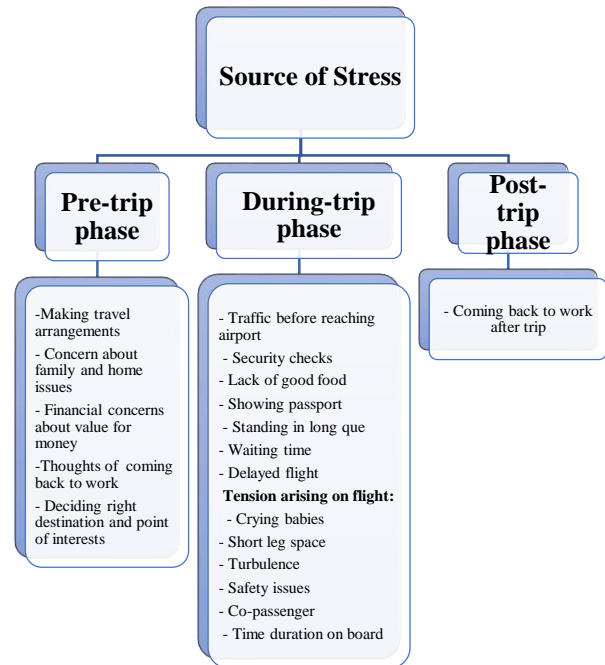 Source of Stress
Pre-trip
phase
During-trip
phase
Post-
trip
phase
-Making travel
arrangements
- Concern about
family and home
issues
- Financial concerns
about value for
money
-Thoughts of coming
back to work
- Deciding right
destination and point
of interests
- Traffic before reaching
airport
- Security checks
- Lack of good food
- Showing passport
- Standing in long que
- Waiting time
- Delayed flight
Tension arising on flight:
- Crying babies
- Short leg space
- Turbulence
- Safety issues
- Co-passenger
- Time duration on board
- Coming back to work
after trip